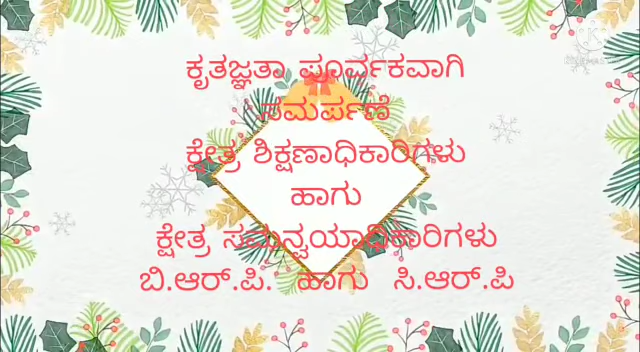 ಕೃತಜ್ಞತಾ ಪೂರ್ವಕವಾಗಿ
ಸಮರ್ಪಣೆ
ಕ್ಷೇತ್ರ ಶಿಕ್ಷಣಾಧಿಕಾರಿಗಳು
ಹಾಗು
ಕ್ಷೇತ್ರ ಸಮನ್ವಯಾಧಿಕಾರಿಗಳು
ಬಿ.ಆರ್.ಪಿ. ಹಾಗು ಸಿ.ಆರ್.ಪಿ